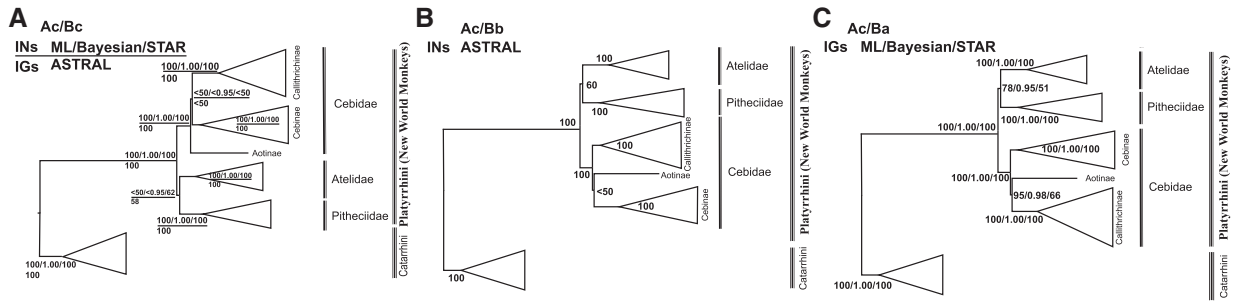 A
Ac/Bc
INs ML/Bayesian/STAR
IGs ASTRAL
100/1.00/100
100
Callithrichinae
<50/<0.95/<50
<50
100/1.00/100
100
Cebinae
100/1.00/100
100
Aotinae
Cebidae
100/1.00/100
100
100/1.00/100
100
Atelidae
<50/<0.95/62
58
Pitheciidae
100/1.00/100
100
Platyrrhini (New World Monkeys)
100/1.00/100
100
Catarrhini
B
Ac/Bb
INs ASTRAL
100
Atelidae
60
100
Pitheciidae
100
100
Callithrichinae
100
Aotinae
Cebidae
<50
100
Cebinae
Platyrrhini (New World Monkeys)
100
Catarrhini
C
Ac/Ba
IGs ML/Bayesian/STAR
100/1.00/100
Atelidae
78/0.95/51
100/1.00/100
Pitheciidae
100/1.00/100
100/1.00/100
Cebinae
100/1.00/100
Aotinae
Cebidae
95/0.98/66
100/1.00/100
Callithrichinae
Platyrrhini (New World Monkeys)
100/1.00/100
Catarrhini